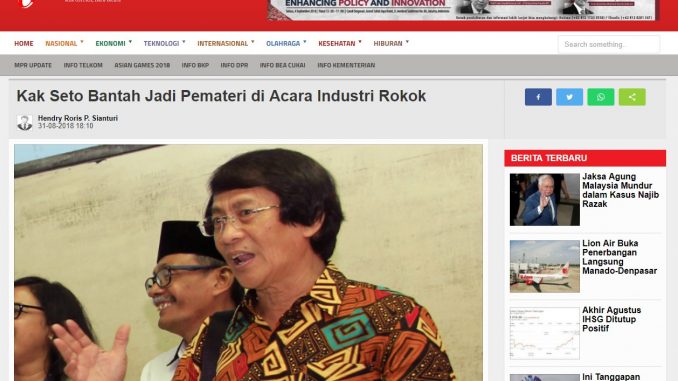 ENHANCING POLICY AND INNOVATION
HOME
NASIONAL
EKONOMI
TEKNOLOGI
INTERNASIONAL
OLAHRAGA
KESEHATAN
HIBURAN
Search something...
MPR UPDATE
INFO TELKOM
ASIAN GAMES 2018
INFO BKP
INFO DPR
INFO BEA CUKAI
INFO KEMENTERIAN
Kak Seto Bantah Jadi Pemateri di Acara Industri Rokok
Hendry Roris P. Sianturi
31-08-2018 18:10
BERITA TERBARU
Jaksa Agung
Malaysia Mundur
dalam Kasus Najib
Razak
Lion Air Buka
Penerbangan
Langsung
Manado-Denpasar
Akhir Agustus
IHSG Ditutup
Positif
Ini Tanggapan